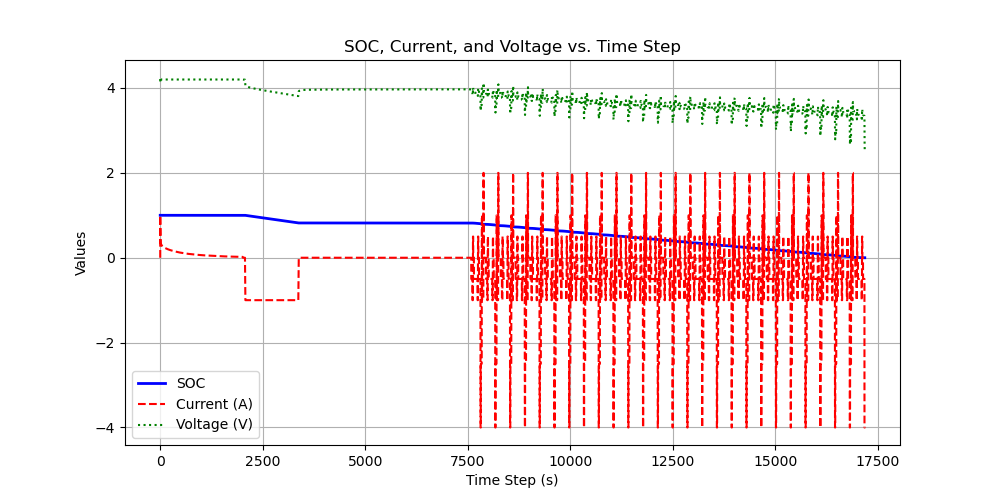 SOC, Current, and Voltage vs. Time Step
Values
4
2
0
−2
−4
SOC
Current (A)
Voltage (V)
0 2500 5000 7500 10000 12500 15000 17500
Time Step (s)